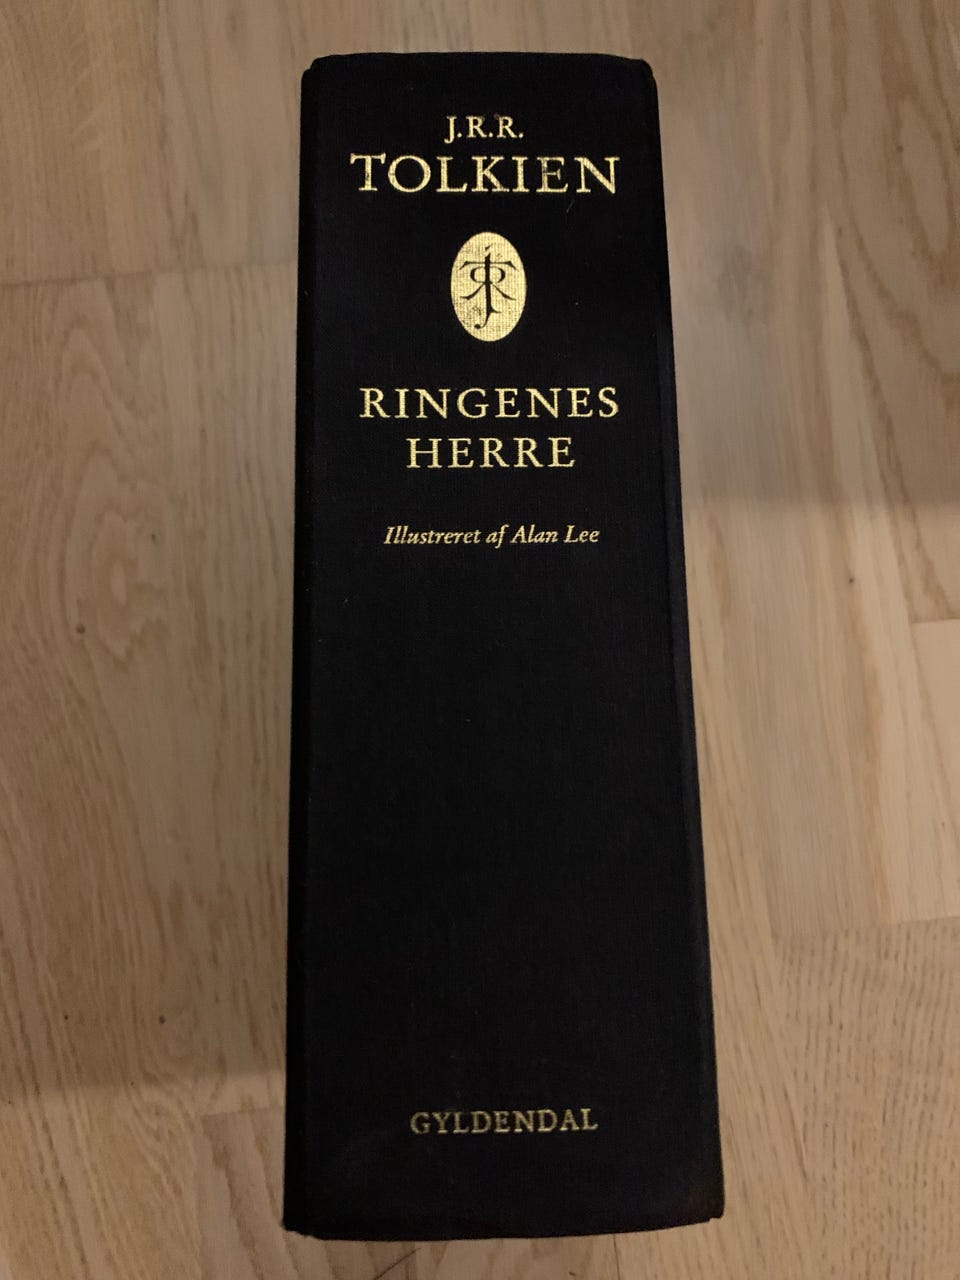 J.R.R.
TOLKIEN
RINGENES
HERRE
Illustreret af Alan Lee
GYLDENDAL